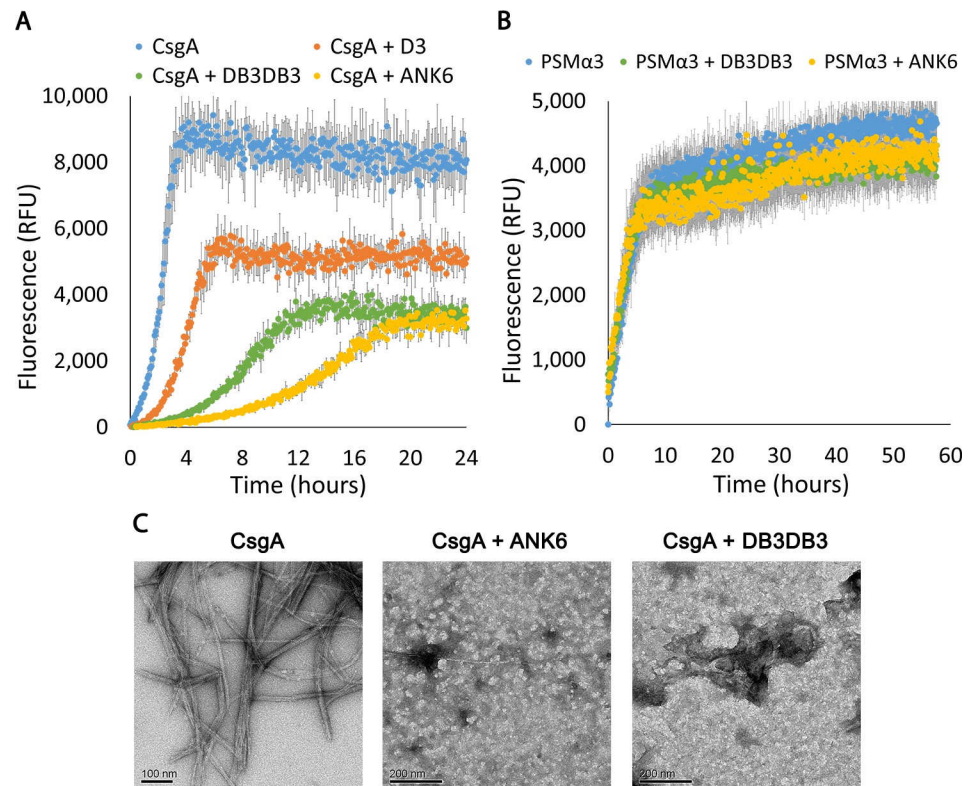 A
B
CsgA
CsgA + D3
CsgA + DB3DB3
CsgA + ANK6
PSMα3
PSMα3 + DB3DB3
PSMα3 + ANK6
10,000
8,000
6,000
4,000
2,000
0
Fluorescence (RFU)
0 4 8 12 16 20 24
Time (hours)
5,000
4,000
3,000
2,000
1,000
0
Fluorescence (RFU)
0 10 20 30 40 50 60
Time (hours)
C
CsgA
CsgA + ANK6
CsgA + DB3DB3
100 nm
200 nm
200 nm